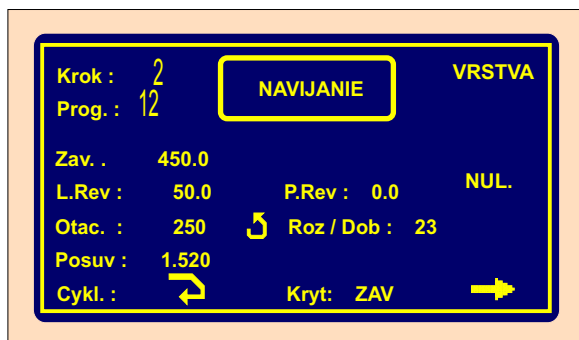 Krok : 2 NAVIJANIE VRSTVA
Prog. : 12
Zav. . 450.0
L.Rev : 50.0 P.Rev : 0.0 NUL.
Otac. : 250 Roz / Dob : 23
Posuv : 1.520
Cykl. : Kryt: ZAV